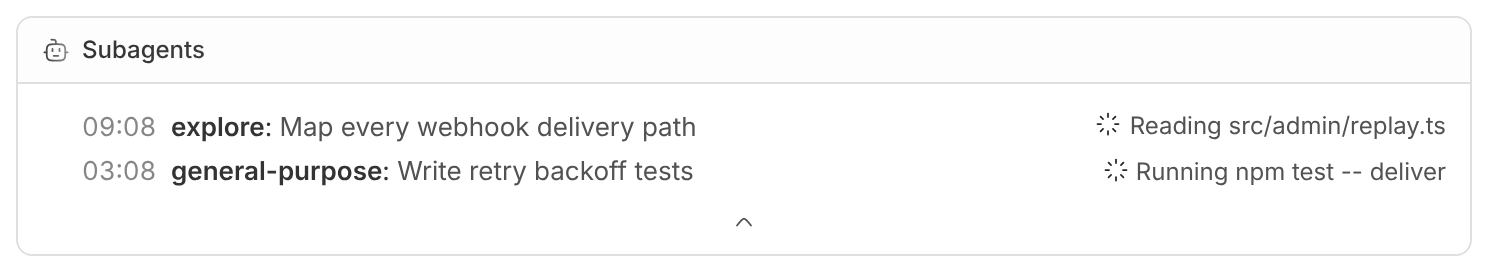 Subagents
09:08 explore: Map every webhook delivery path Reading src/admin/replay.ts
03:08 general-purpose: Write retry backoff tests Running npm test -- deliver